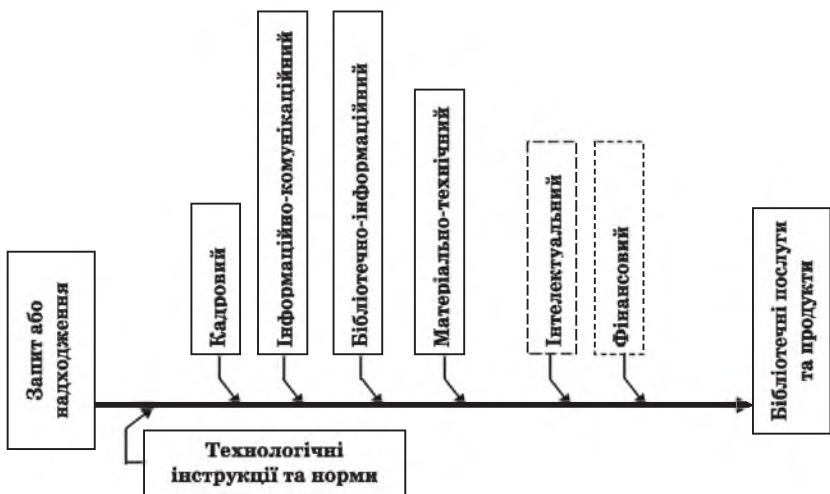 Запит або
надходження
Кадровий
Інформаційно-комунікаційний
Бібліотечно-інформаційний
Матеріально-технічний
Інтелектуальний
Фінансовий
Бібліотечні послуги
та продукти
Технологічні
інструкції та норми